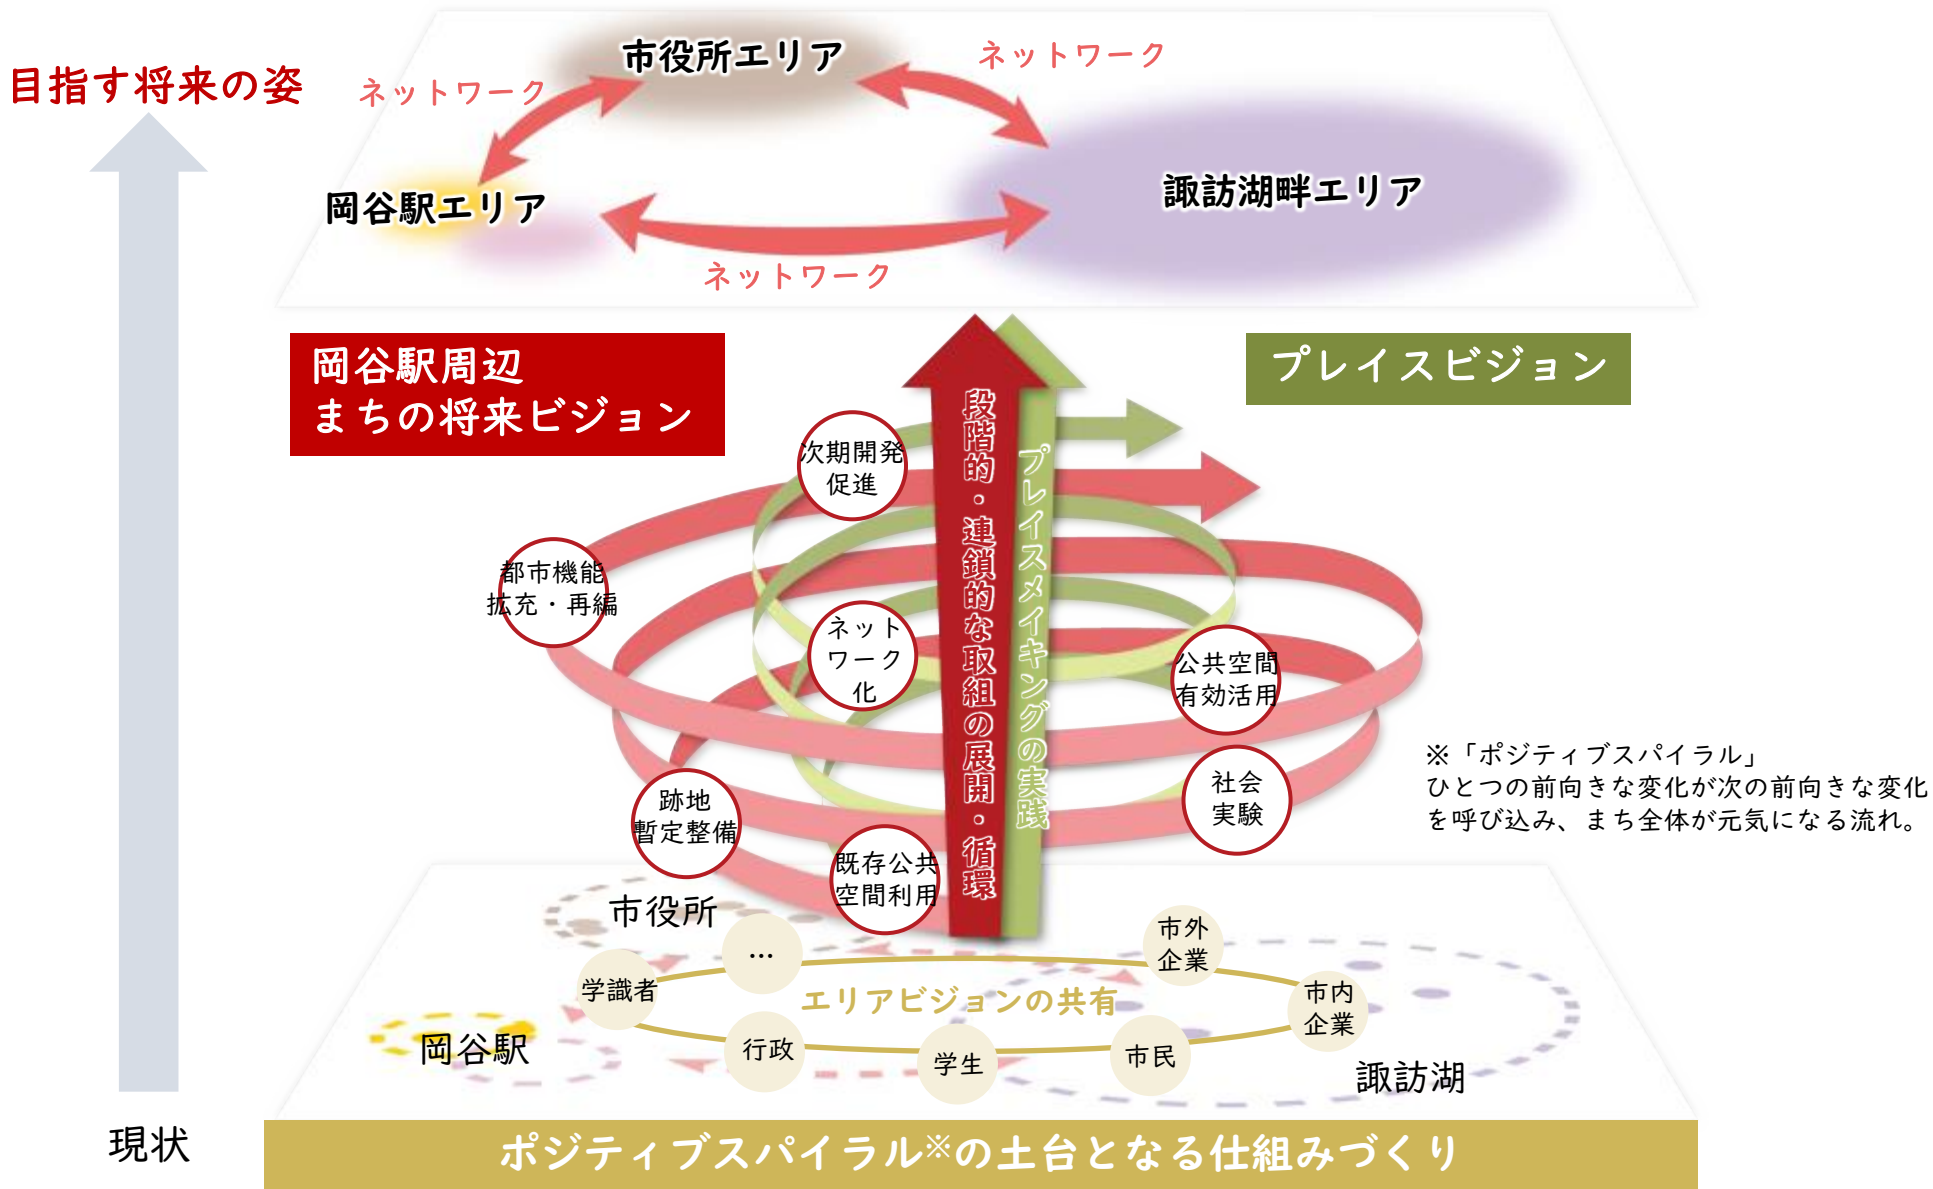 目指す将来の姿
市役所エリア
ネットワーク
ネットワーク
岡谷駅エリア
諏訪湖畔エリア
ネットワーク
岡谷駅周辺
まちの将来ビジョン
プレイスビジョン
段階的・連鎖的な取組の展開・循環
プレイスメイキングの実践
次期開発
促進
都市機能
拡充・再編
ネット
ワーク
化
公共空間
有効活用
跡地
暫定整備
社会
実験
既存公共
空間利用
※「ポジティブスパイラル」
ひとつの前向きな変化が次の前向きな変化
を呼び込み、まち全体が元気になる流れ。
市役所
…
市外
企業
学識者
エリアビジョンの共有
市内
企業
岡谷駅
行政
学生
市民
諏訪湖
現状
ポジティブスパイラル※の土台となる仕組みづくり